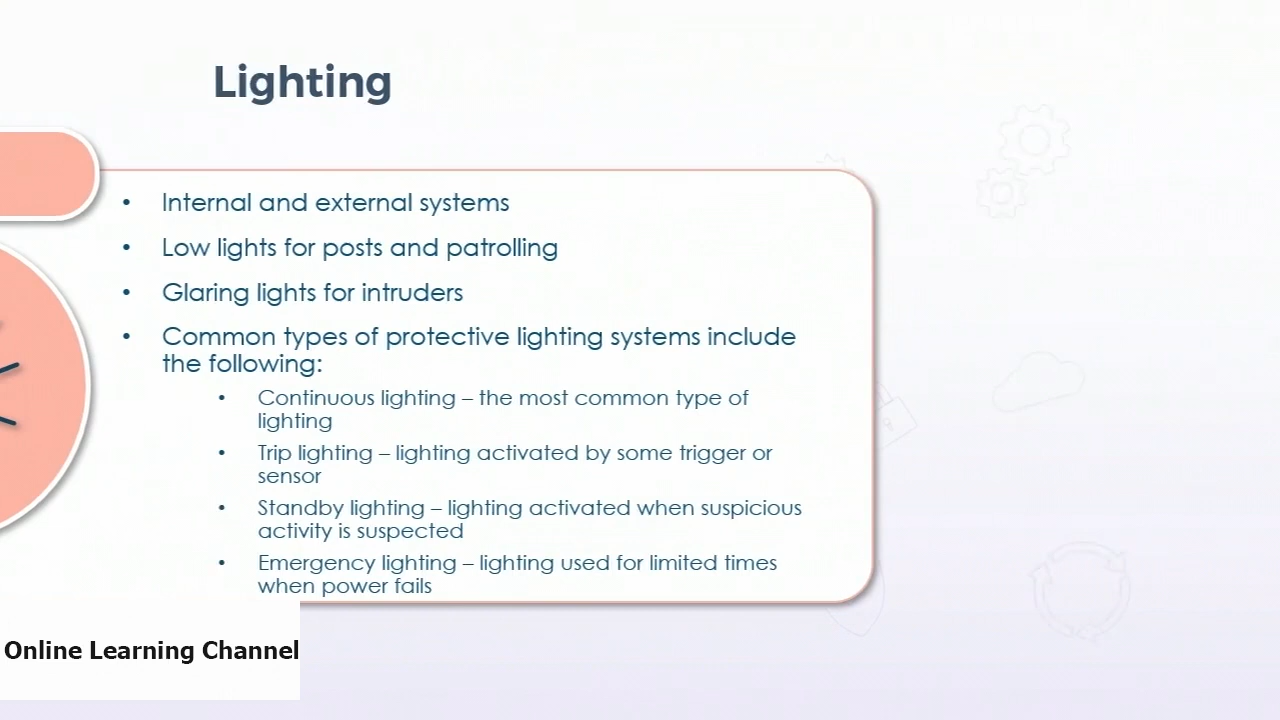 Lighting
• Internal and external systems
• Low lights for posts and patrolling
• Glaring lights for intruders
• Common types of protective lighting systems include
the following:
• Continuous lighting – the most common type of
lighting
• Trip lighting – lighting activated by some trigger or
sensor
• Standby lighting – lighting activated when suspicious
activity is suspected
• Emergency lighting – lighting used for limited times
when power fails
Online Learning Channel